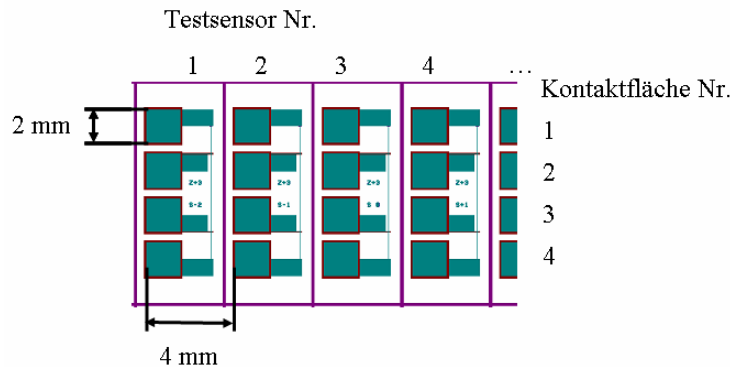 Testsensor Nr.
1 2 3 4 ...
Kontaktfläche Nr.
2 mm
1
2
3
4
Z+3 Z+3 Z+3 Z+3
S-2 S-1 S 0 S+1
4 mm